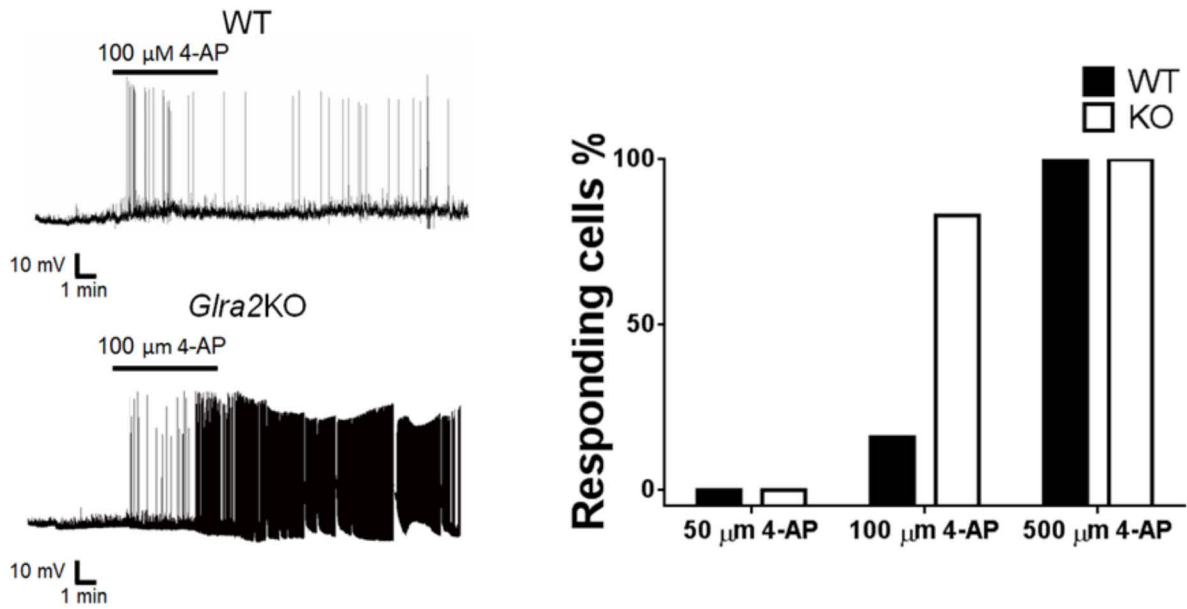 WT
100 μM 4-AP
10 mV
1 min
Glra2KO
100 μm 4-AP
10 mV
1 min
WT
KO
Responding cells %
100
50
0
50 μm 4-AP 100 μm 4-AP 500 μm 4-AP